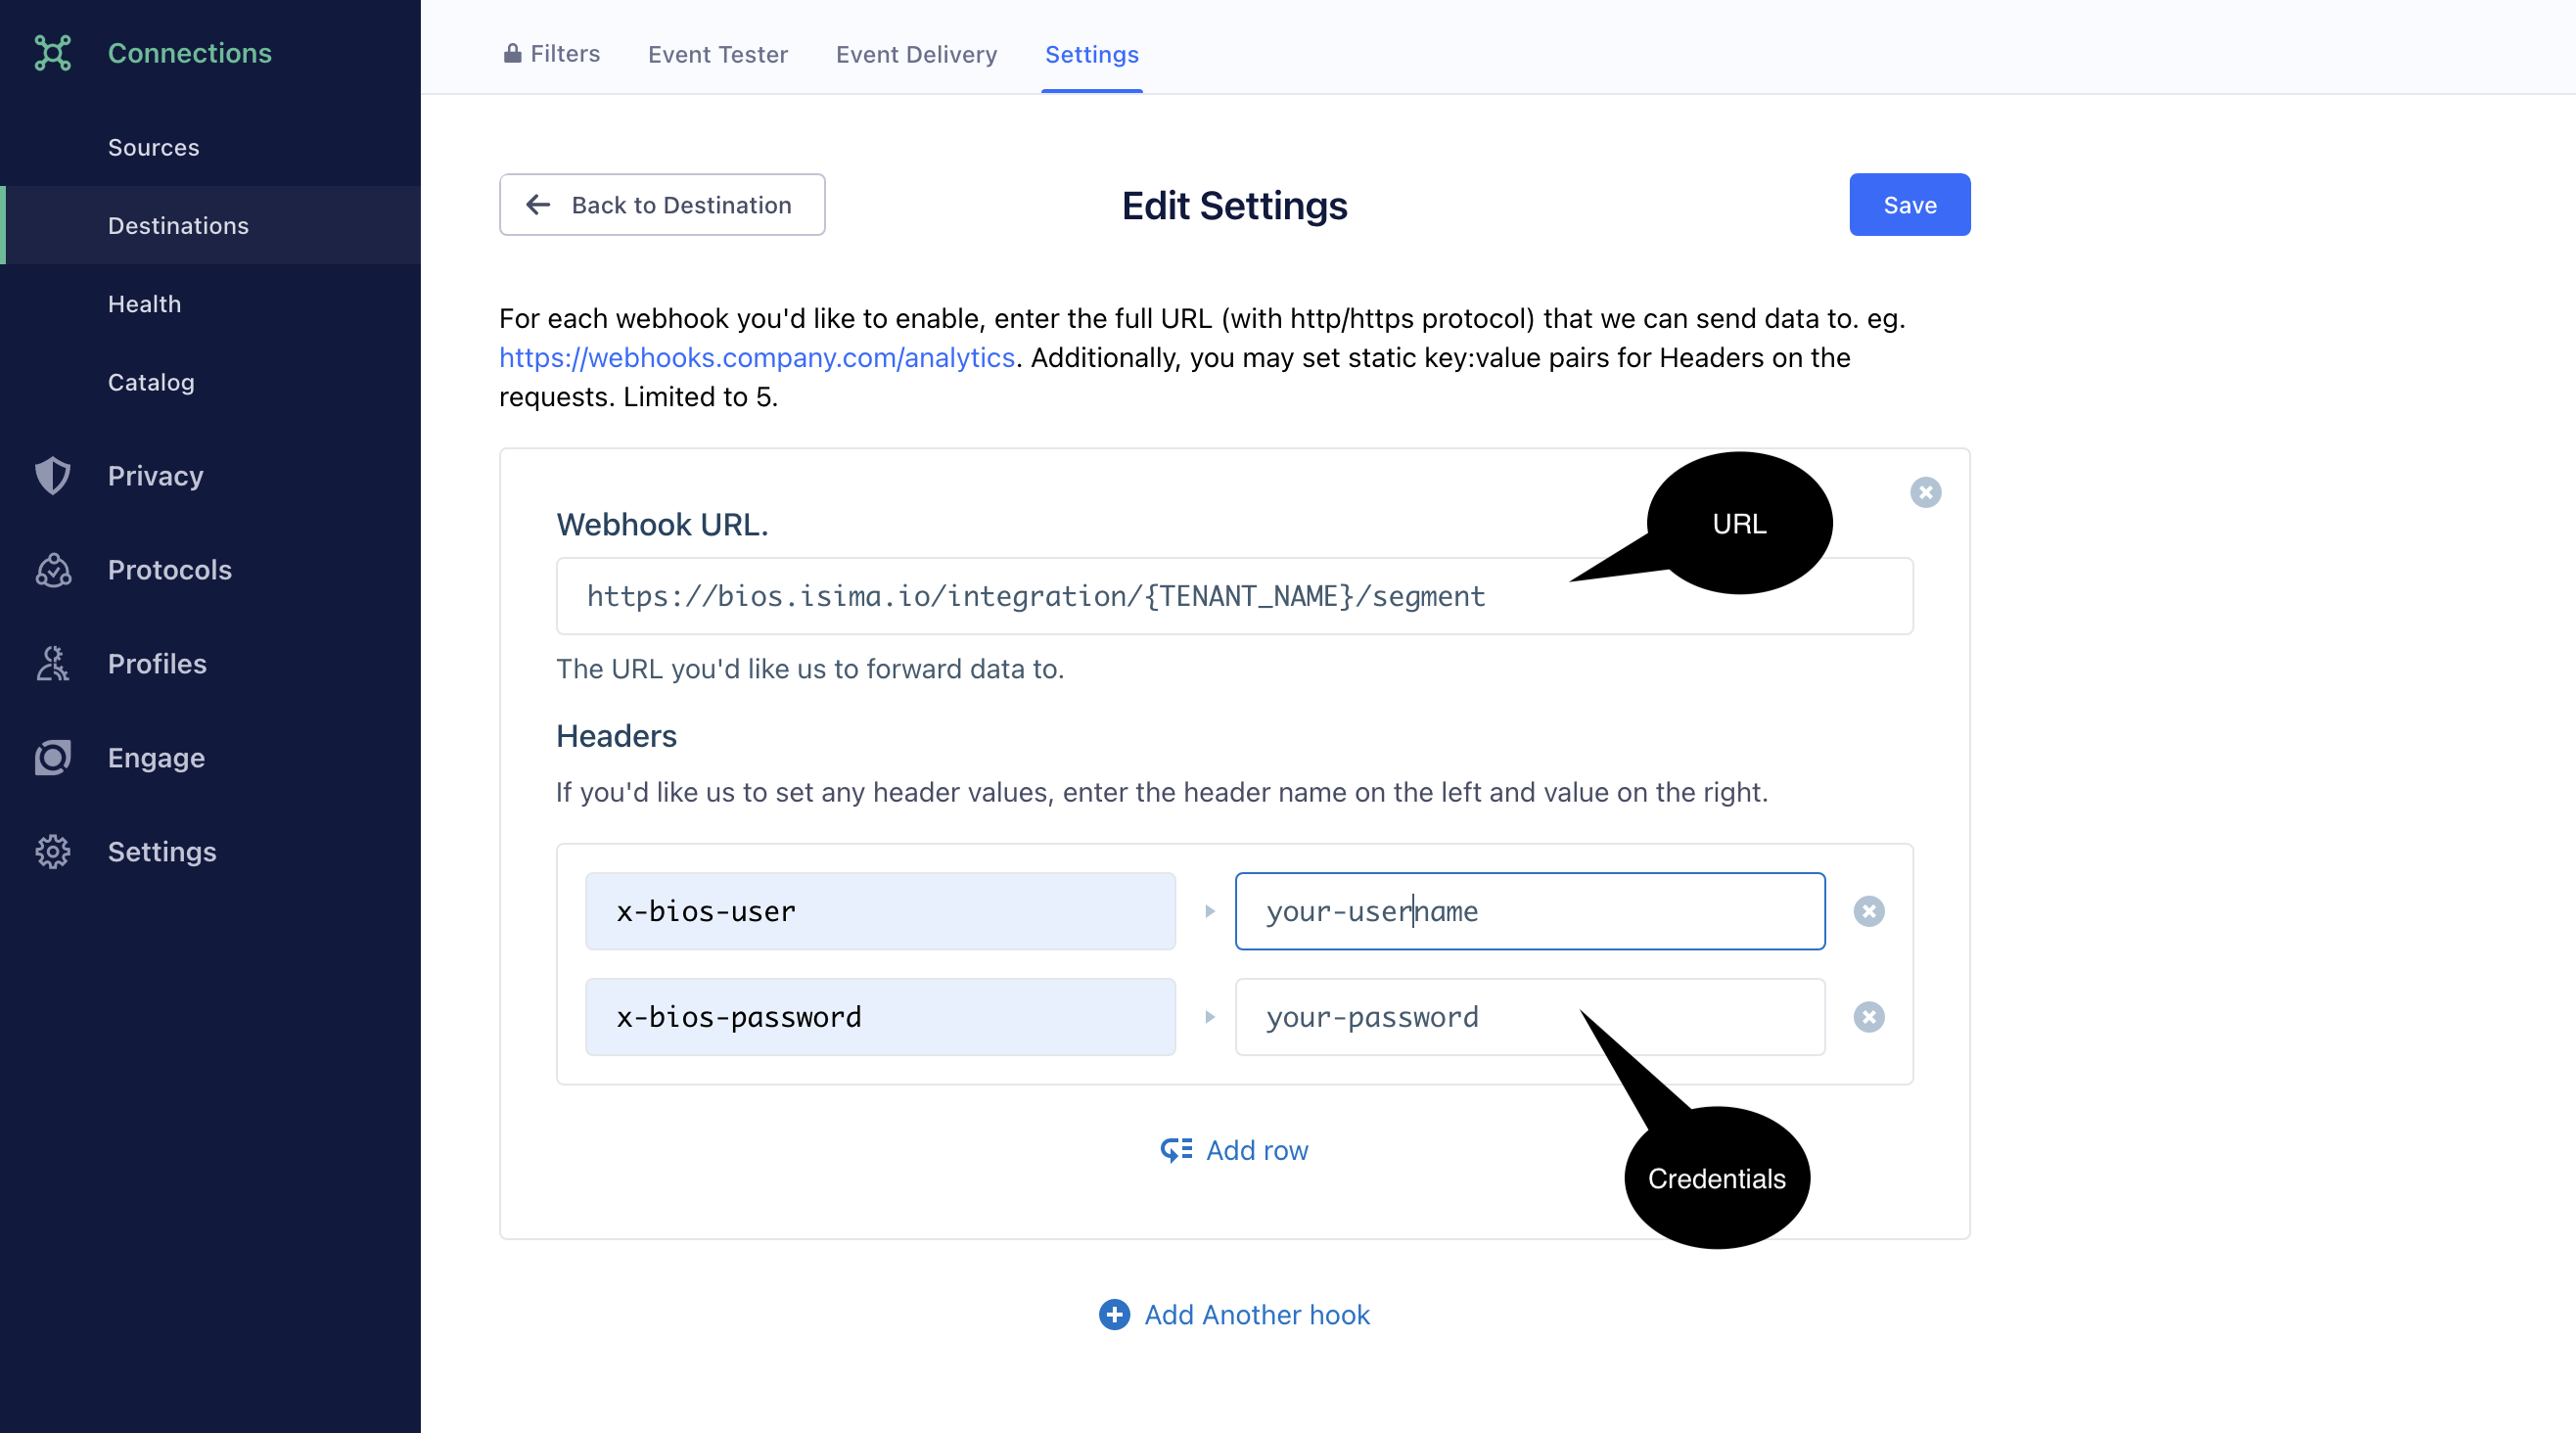 Connections
Sources
Destinations
Health
Catalog
Privacy
Protocols
Profiles
Engage
Settings
Filters Event Tester Event Delivery Settings
Back to Destination
Edit Settings
Save
For each webhook you'd like to enable, enter the full URL (with http/https protocol) that we can send data to. eg.
https://webhooks.company.com/analytics. Additionally, you may set static key:value pairs for Headers on the
requests. Limited to 5.
URL
Webhook URL.
https://bios.isima.io/integration/{TENANT_NAME}/segment
The URL you'd like us to forward data to.
Headers
If you'd like us to set any header values, enter the header name on the left and value on the right.
x-bios-user your-username
x-bios-password your-password
Add row
Credentials
Add Another hook